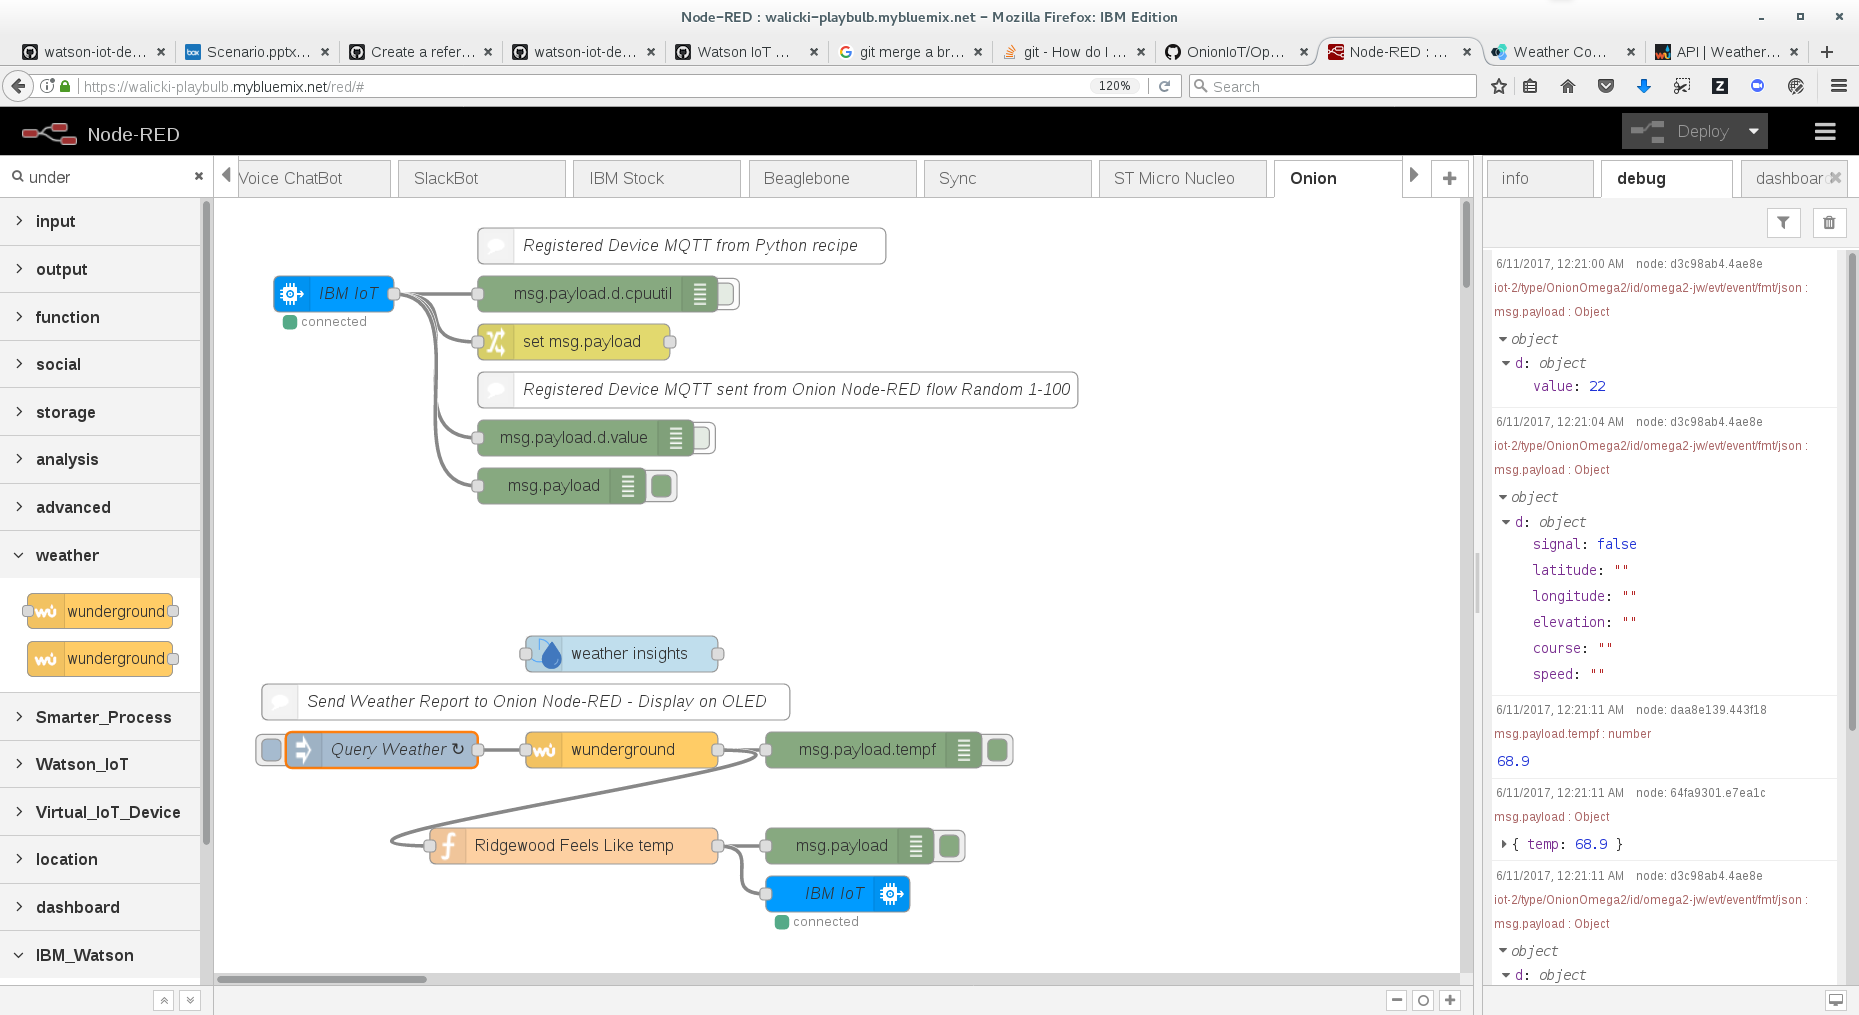 Node-RED : walicki-playbulb.mybluemix.net - Mozilla Firefox: IBM Edition
watson-iot-de... Scenario.pptx... Create a refer... watson-iot-de... Watson IoT ... git merge a br... git - How do I ... OnionIoT/Op... Node-RED : ... Weather Co... API | Weather...
https://walicki-playbulb.mybluemix.net/red/# 120% Search
Node-RED Deploy
under Voice ChatBot SlackBot IBM Stock Beaglebone Sync ST Micro Nucleo Onion info debug dashboard
input
output
function
social
storage
analysis
advanced
weather
wunderground
wunderground
Smarter_Process
Watson_IoT
Virtual_IoT_Device
location
dashboard
IBM_Watson
Registered Device MQTT from Python recipe
IBM IoT
connected
msg.payload.d.cpuutil
set msg.payload
Registered Device MQTT sent from Onion Node-RED flow Random 1-100
msg.payload.d.value
msg.payload
weather insights
Send Weather Report to Onion Node-RED - Display on OLED
Query Weather ↻ wunderground msg.payload.tempf
Ridgewood Feels Like temp msg.payload
IBM IoT
connected
6/11/2017, 12:21:00 AM node: d3c98ab4.4ae8e
iot-2/type/OnionOmega2/id/omega2-jw/evt/event/fmt/json :
msg.payload : Object
object
d: object
value: 22
6/11/2017, 12:21:04 AM node: d3c98ab4.4ae8e
iot-2/type/OnionOmega2/id/omega2-jw/evt/event/fmt/json :
msg.payload : Object
object
d: object
signal: false
latitude: ""
longitude: ""
elevation: ""
course: ""
speed: ""
6/11/2017, 12:21:11 AM node: daa8e139.443f18
msg.payload.tempf : number
68.9
6/11/2017, 12:21:11 AM node: 64fa9301.e7ea1c
msg.payload : Object
{ temp: 68.9 }
6/11/2017, 12:21:11 AM node: d3c98ab4.4ae8e
iot-2/type/OnionOmega2/id/omega2-jw/evt/event/fmt/json :
msg.payload : Object
object
d: object